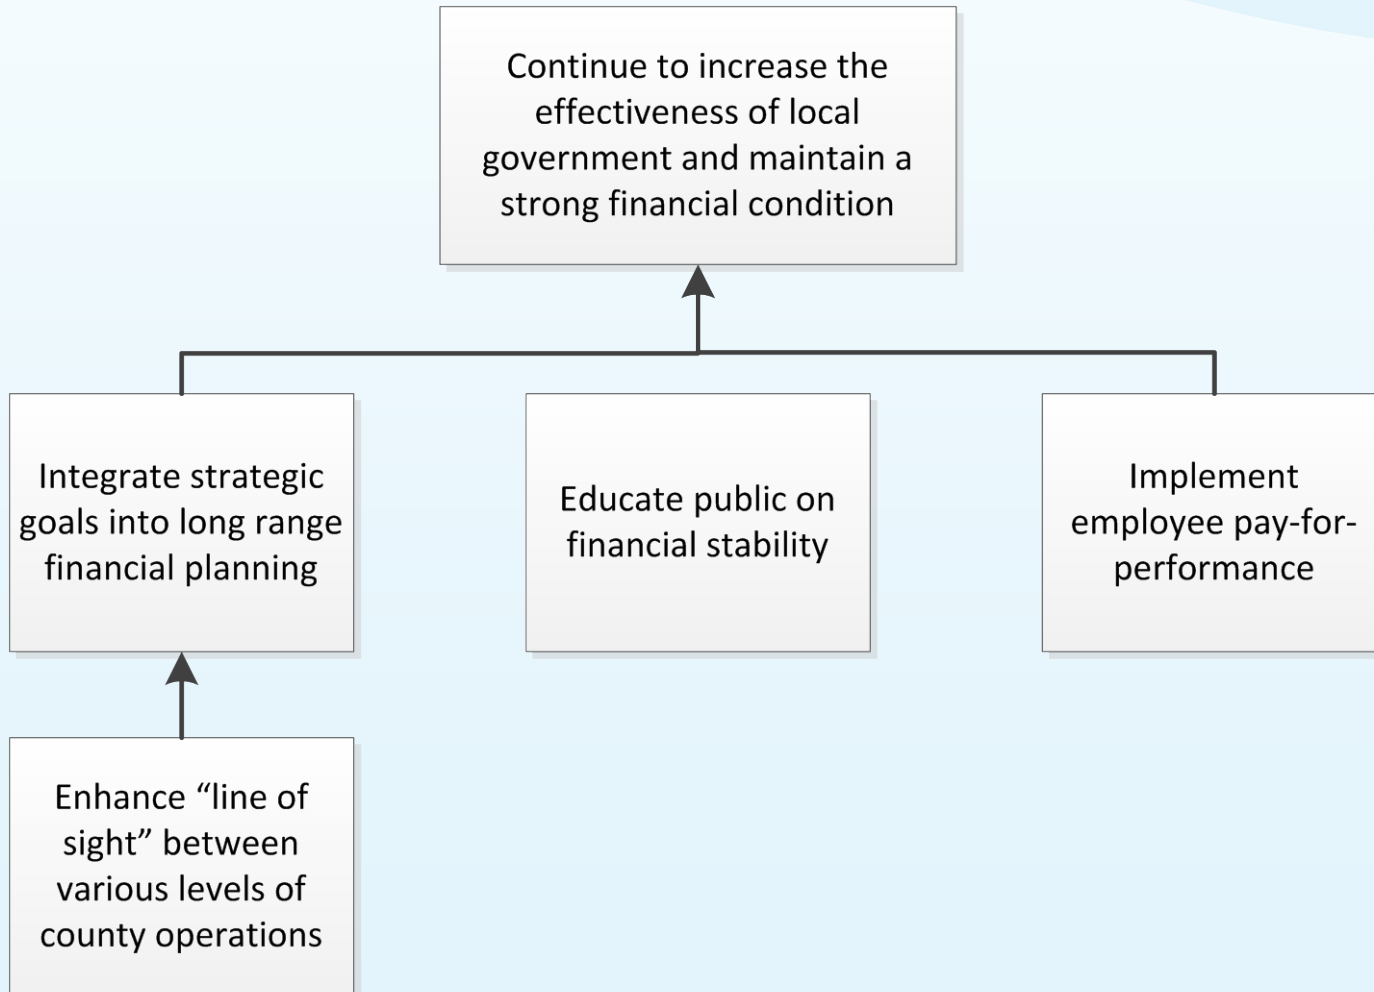 Continue to increase the
effectiveness of local
government and maintain a
strong financial condition
Integrate strategic
goals into long range
financial planning
Educate public on
financial stability
Implement
employee pay-for-
performance
Enhance “line of
sight” between
various levels of
county operations